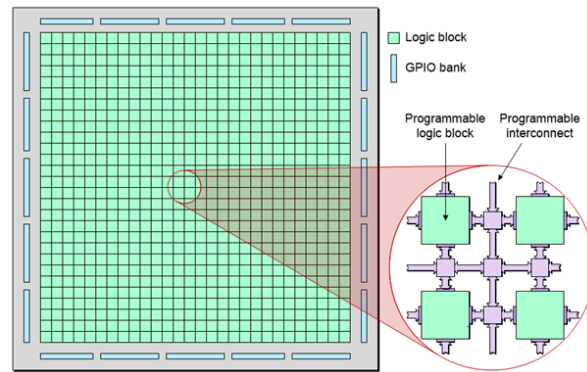 Logic block
GPIO bank
Programmable
logic block
Programmable
interconnect